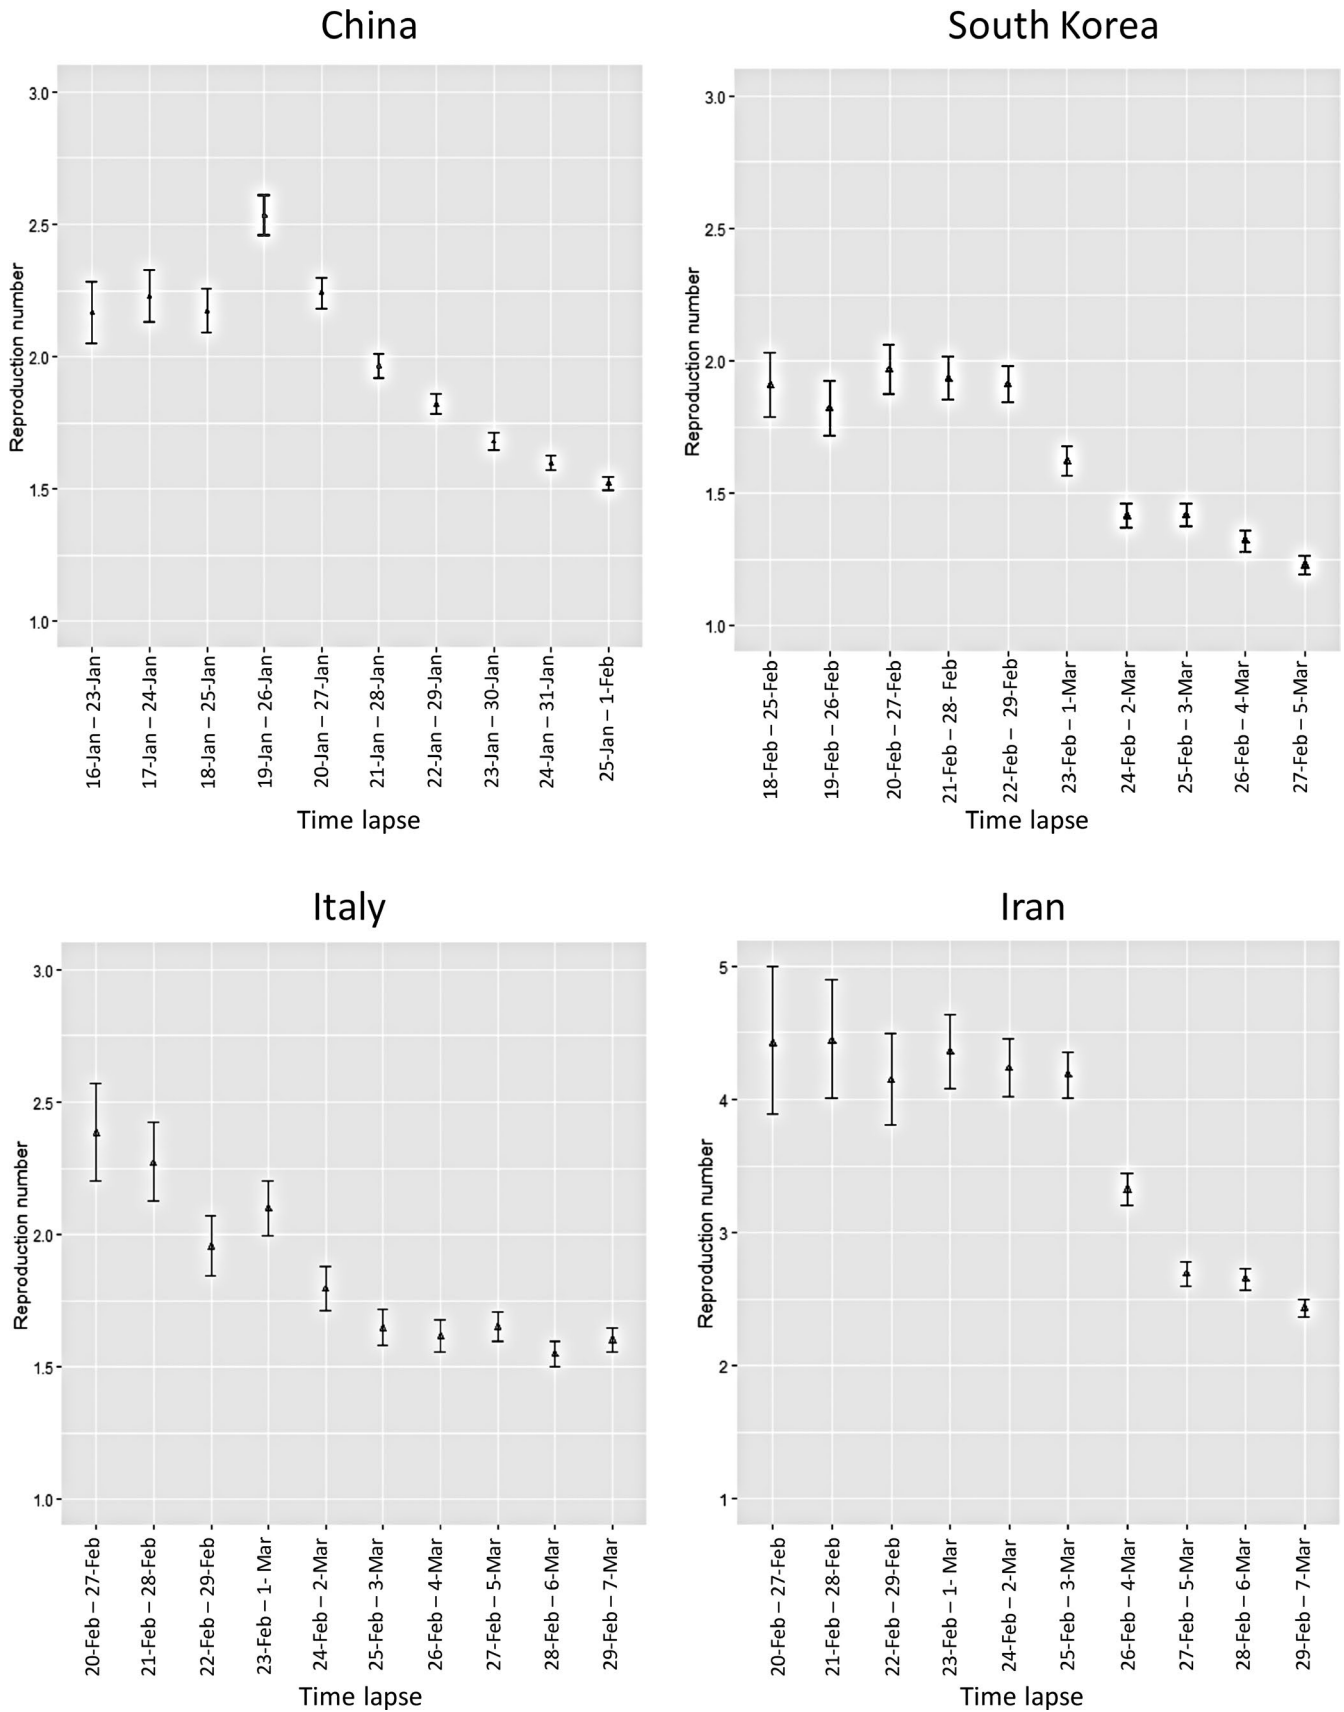 China
3.0
2.5
2.0
1.5
1.0
Reproduction number
16-Jan – 23-Jan
17-Jan – 24-Jan
18-Jan – 25-Jan
19-Jan – 26-Jan
20-Jan – 27-Jan
21-Jan – 28-Jan
22-Jan – 29-Jan
23-Jan – 30-Jan
24-Jan – 31-Jan
25-Jan – 1-Feb
Time lapse
South Korea
3.0
2.5
2.0
1.5
1.0
Reproduction number
18-Feb – 25-Feb
19-Feb – 26-Feb
20-Feb – 27-Feb
21-Feb – 28- Feb
22-Feb – 29-Feb
23-Feb – 1-Mar
24-Feb – 2-Mar
25-Feb – 3-Mar
26-Feb – 4-Mar
27-Feb – 5-Mar
Time lapse
Italy
3.0
2.5
2.0
1.5
1.0
Reproduction number
20-Feb – 27-Feb
21-Feb – 28-Feb
22-Feb – 29-Feb
23-Feb – 1- Mar
24-Feb – 2-Mar
25-Feb – 3-Mar
26-Feb – 4-Mar
27-Feb – 5-Mar
28-Feb – 6-Mar
29-Feb – 7-Mar
Time lapse
Iran
5
4
3
2
1
Reproduction number
20-Feb – 27-Feb
21-Feb – 28-Feb
22-Feb – 29-Feb
23-Feb – 1- Mar
24-Feb – 2-Mar
25-Feb – 3-Mar
26-Feb – 4-Mar
27-Feb – 5-Mar
28-Feb – 6-Mar
29-Feb – 7-Mar
Time lapse